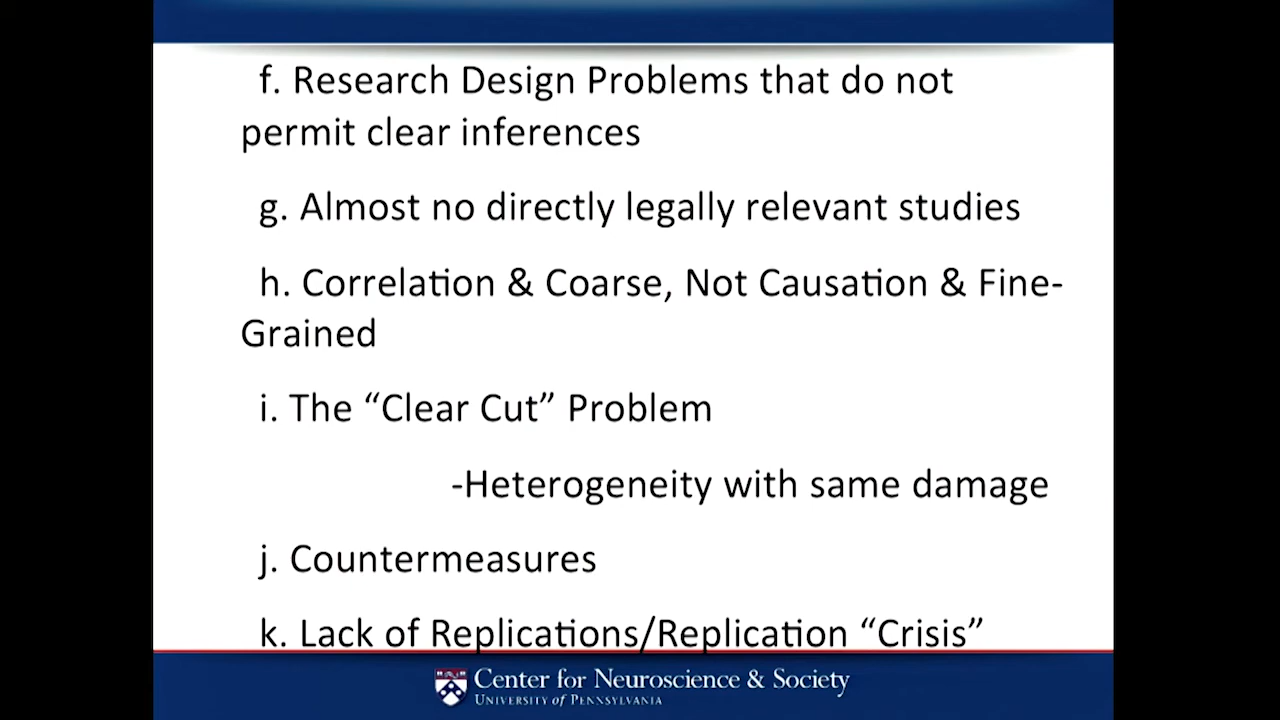 f. Research Design Problems that do not
permit clear inferences
g. Almost no directly legally relevant studies
h. Correlation & Coarse, Not Causation & Fine-
Grained
i. The “Clear Cut” Problem
-Heterogeneity with same damage
j. Countermeasures
k. Lack of Replications/Replication “Crisis”
Center for Neuroscience & Society
University of Pennsylvania